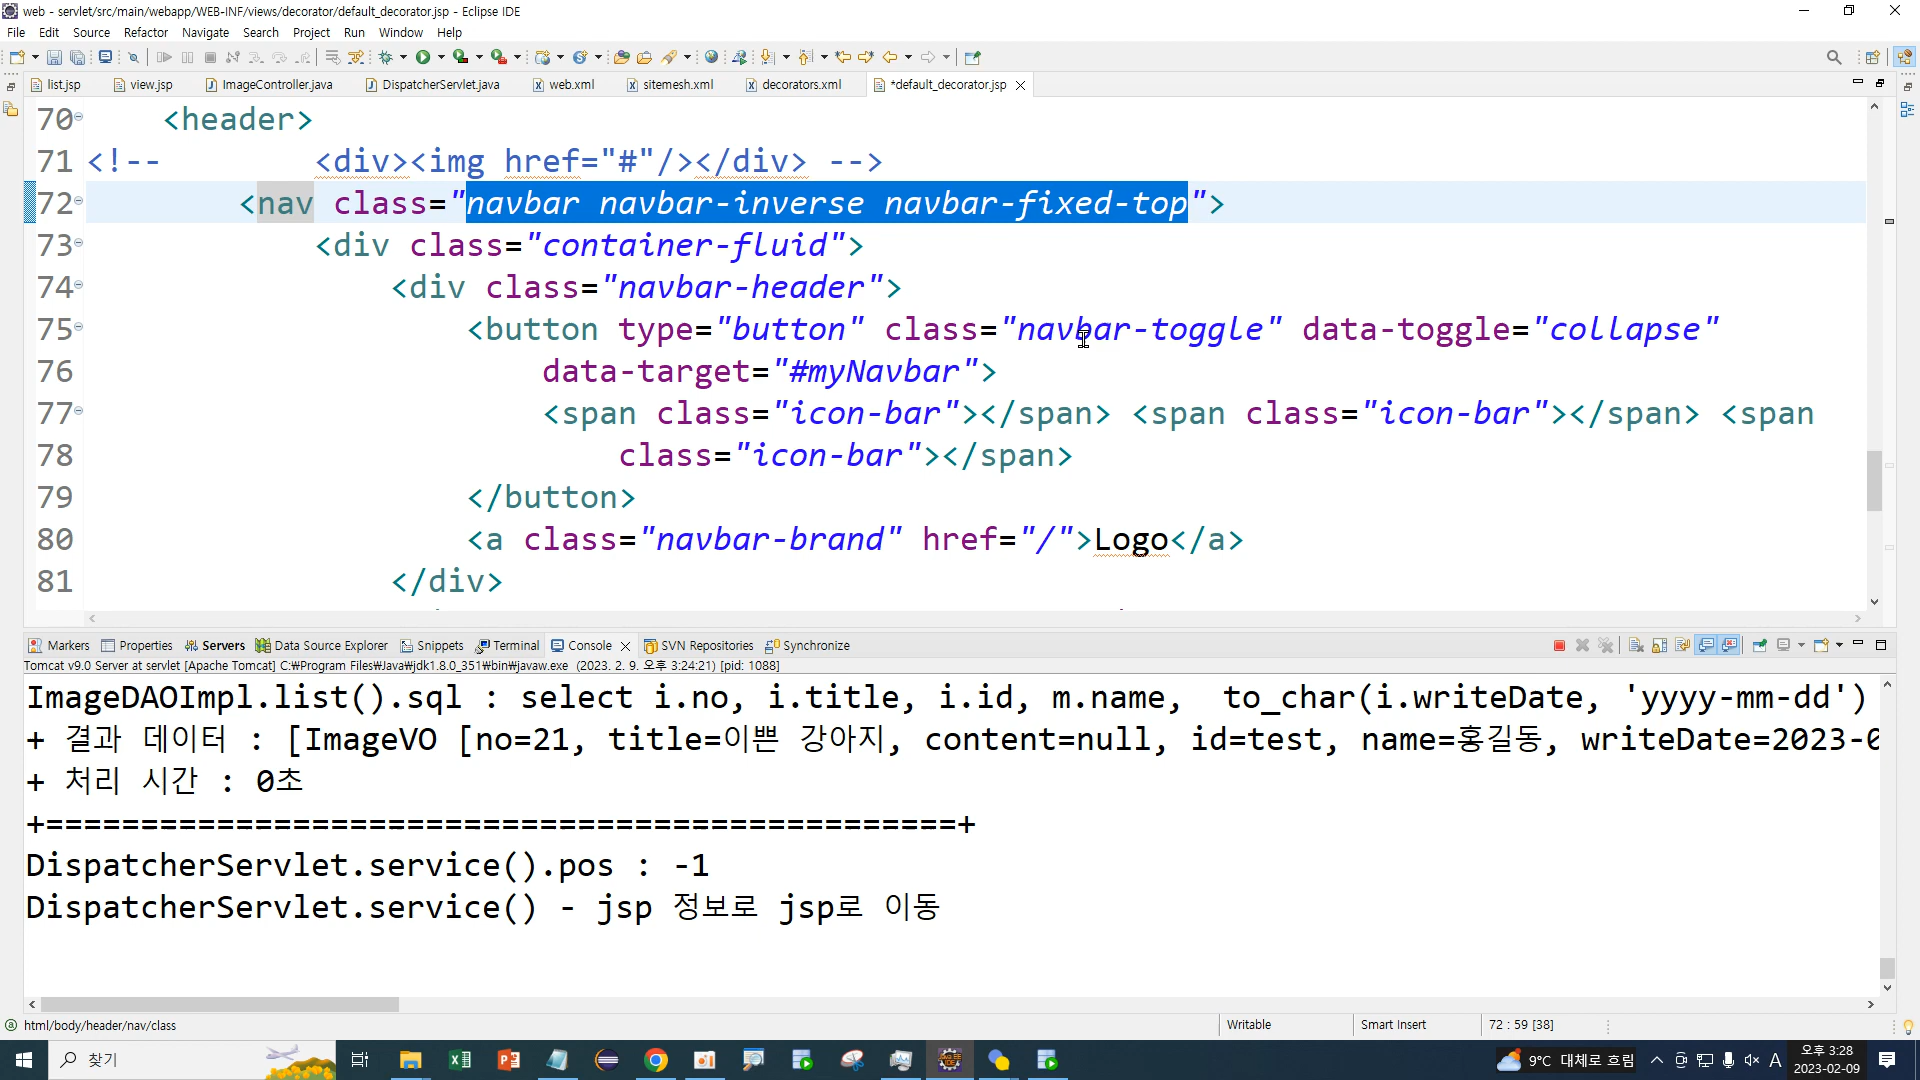 web - servlet/src/main/webapp/WEB-INF/views/decorator/default_decorator.jsp - Eclipse IDE
File Edit Source Refactor Navigate Search Project Run Window Help
list.jsp view.jsp ImageController.java DispatcherServlet.java web.xml sitemesh.xml decorators.xml *default_decorator.jsp
70 <header>
71 <!-- <div><img href="#"/></div> -->
72 <nav class="navbar navbar-inverse navbar-fixed-top">
73 <div class="container-fluid">
74 <div class="navbar-header">
75 <button type="button" class="navbar-toggle" data-toggle="collapse"
76 data-target="#myNavbar">
77 <span class="icon-bar"></span> <span class="icon-bar"></span> <span
78 class="icon-bar"></span>
79 </button>
80 <a class="navbar-brand" href="/">Logo</a>
81 </div>
Markers Properties Servers Data Source Explorer Snippets Terminal Console SVN Repositories Synchronize
Tomcat v9.0 Server at servlet [Apache Tomcat] C:₩Program Files₩Java₩jdk1.8.0_351₩bin₩javaw.exe (2023. 2. 9. 오후 3:24:21) [pid: 1088]
ImageDAOImpl.list().sql : select i.no, i.title, i.id, m.name, to_char(i.writeDate, 'yyyy-mm-dd')
+ 결과 데이터 : [ImageVO [no=21, title=이쁜 강아지, content=null, id=test, name=홍길동, writeDate=2023-0
+ 처리 시간 : 0초
+================================================+
DispatcherServlet.service().pos : -1
DispatcherServlet.service() - jsp 정보로 jsp로 이동
html/body/header/nav/class Writable Smart Insert 72 : 59 [38]
찾기 9°C 대체로 흐림 A 오후 3:28
2023-02-09